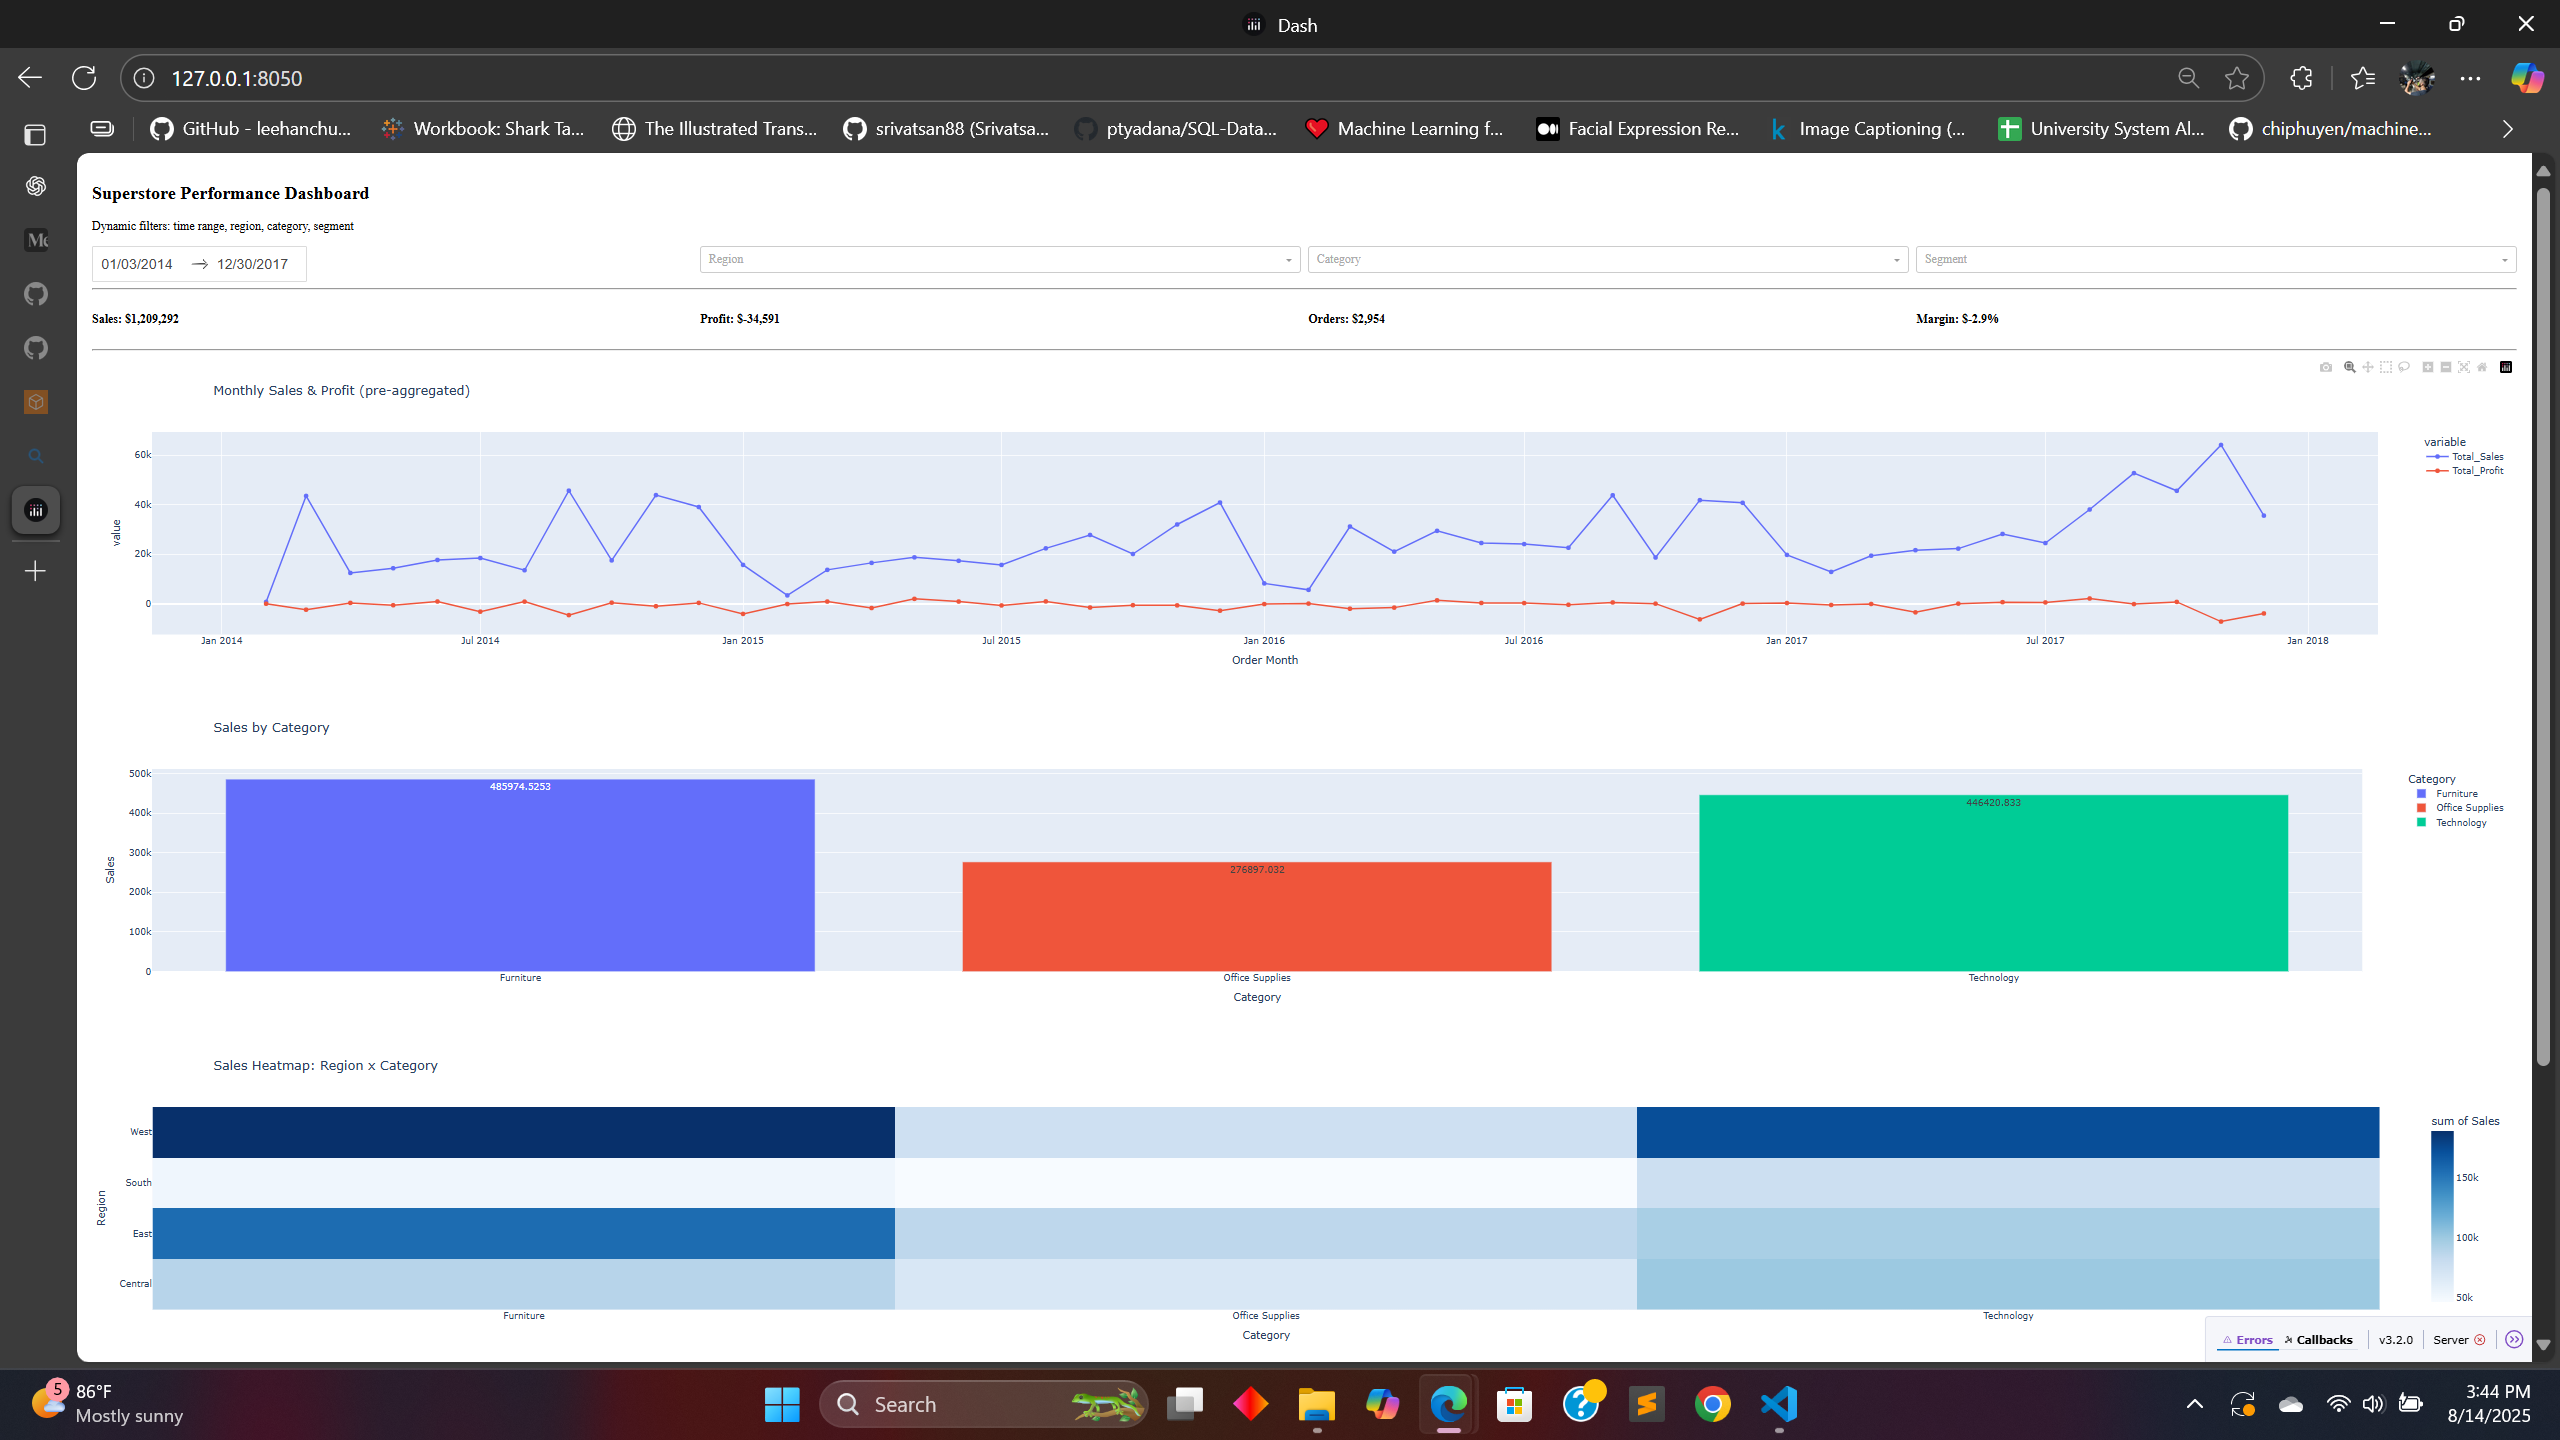 Dash
127.0.0.1:8050
GitHub - leehanchu... Workbook: Shark Ta... The Illustrated Trans... srivatsan88 (Srivatsa... ptyadana/SQL-Data... Machine Learning f... Facial Expression Re... Image Captioning (... University System Al... chiphuyen/machine...
Superstore Performance Dashboard
Dynamic filters: time range, region, category, segment
01/03/2014 → 12/30/2017 Region Category Segment
Sales: $1,209,292 Profit: $-34,591 Orders: $2,954 Margin: $-2.9%
Monthly Sales & Profit (pre-aggregated)
variable
Total_Sales
Total_Profit
60k
40k
20k
0
value
Jan 2014 Jul 2014 Jan 2015 Jul 2015 Jan 2016 Jul 2016 Jan 2017 Jul 2017 Jan 2018
Order Month
Sales by Category
500k
400k
300k
200k
100k
0
Sales
485974.5253
276897.032
446420.833
Category
Furniture
Office Supplies
Technology
Furniture Office Supplies Technology
Category
Sales Heatmap: Region x Category
West
South
East
Central
Region
sum of Sales
150k
100k
50k
Furniture Office Supplies Technology
Category
Errors Callbacks v3.2.0 Server
5
86°F
Mostly sunny
Search
3:44 PM
8/14/2025